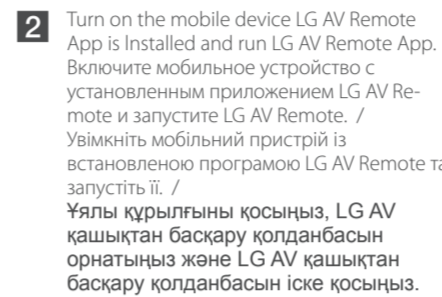 2
Turn on the mobile device LG AV Remote
App is Installed and run LG AV Remote App.
Включите мобильное устройство с
установленным приложением LG AV Re-
mote и запустите LG AV Remote. /
Увімкніть мобільний пристрій із
встановленою програмою LG AV Remote та
запустіть її. /
Ұялы құрылғыны қосыңыз, LG AV
қашықтан басқару қолданбасын
орнатыңыз және LG AV қашықтан
басқару қолданбасын іске қосыңыз.